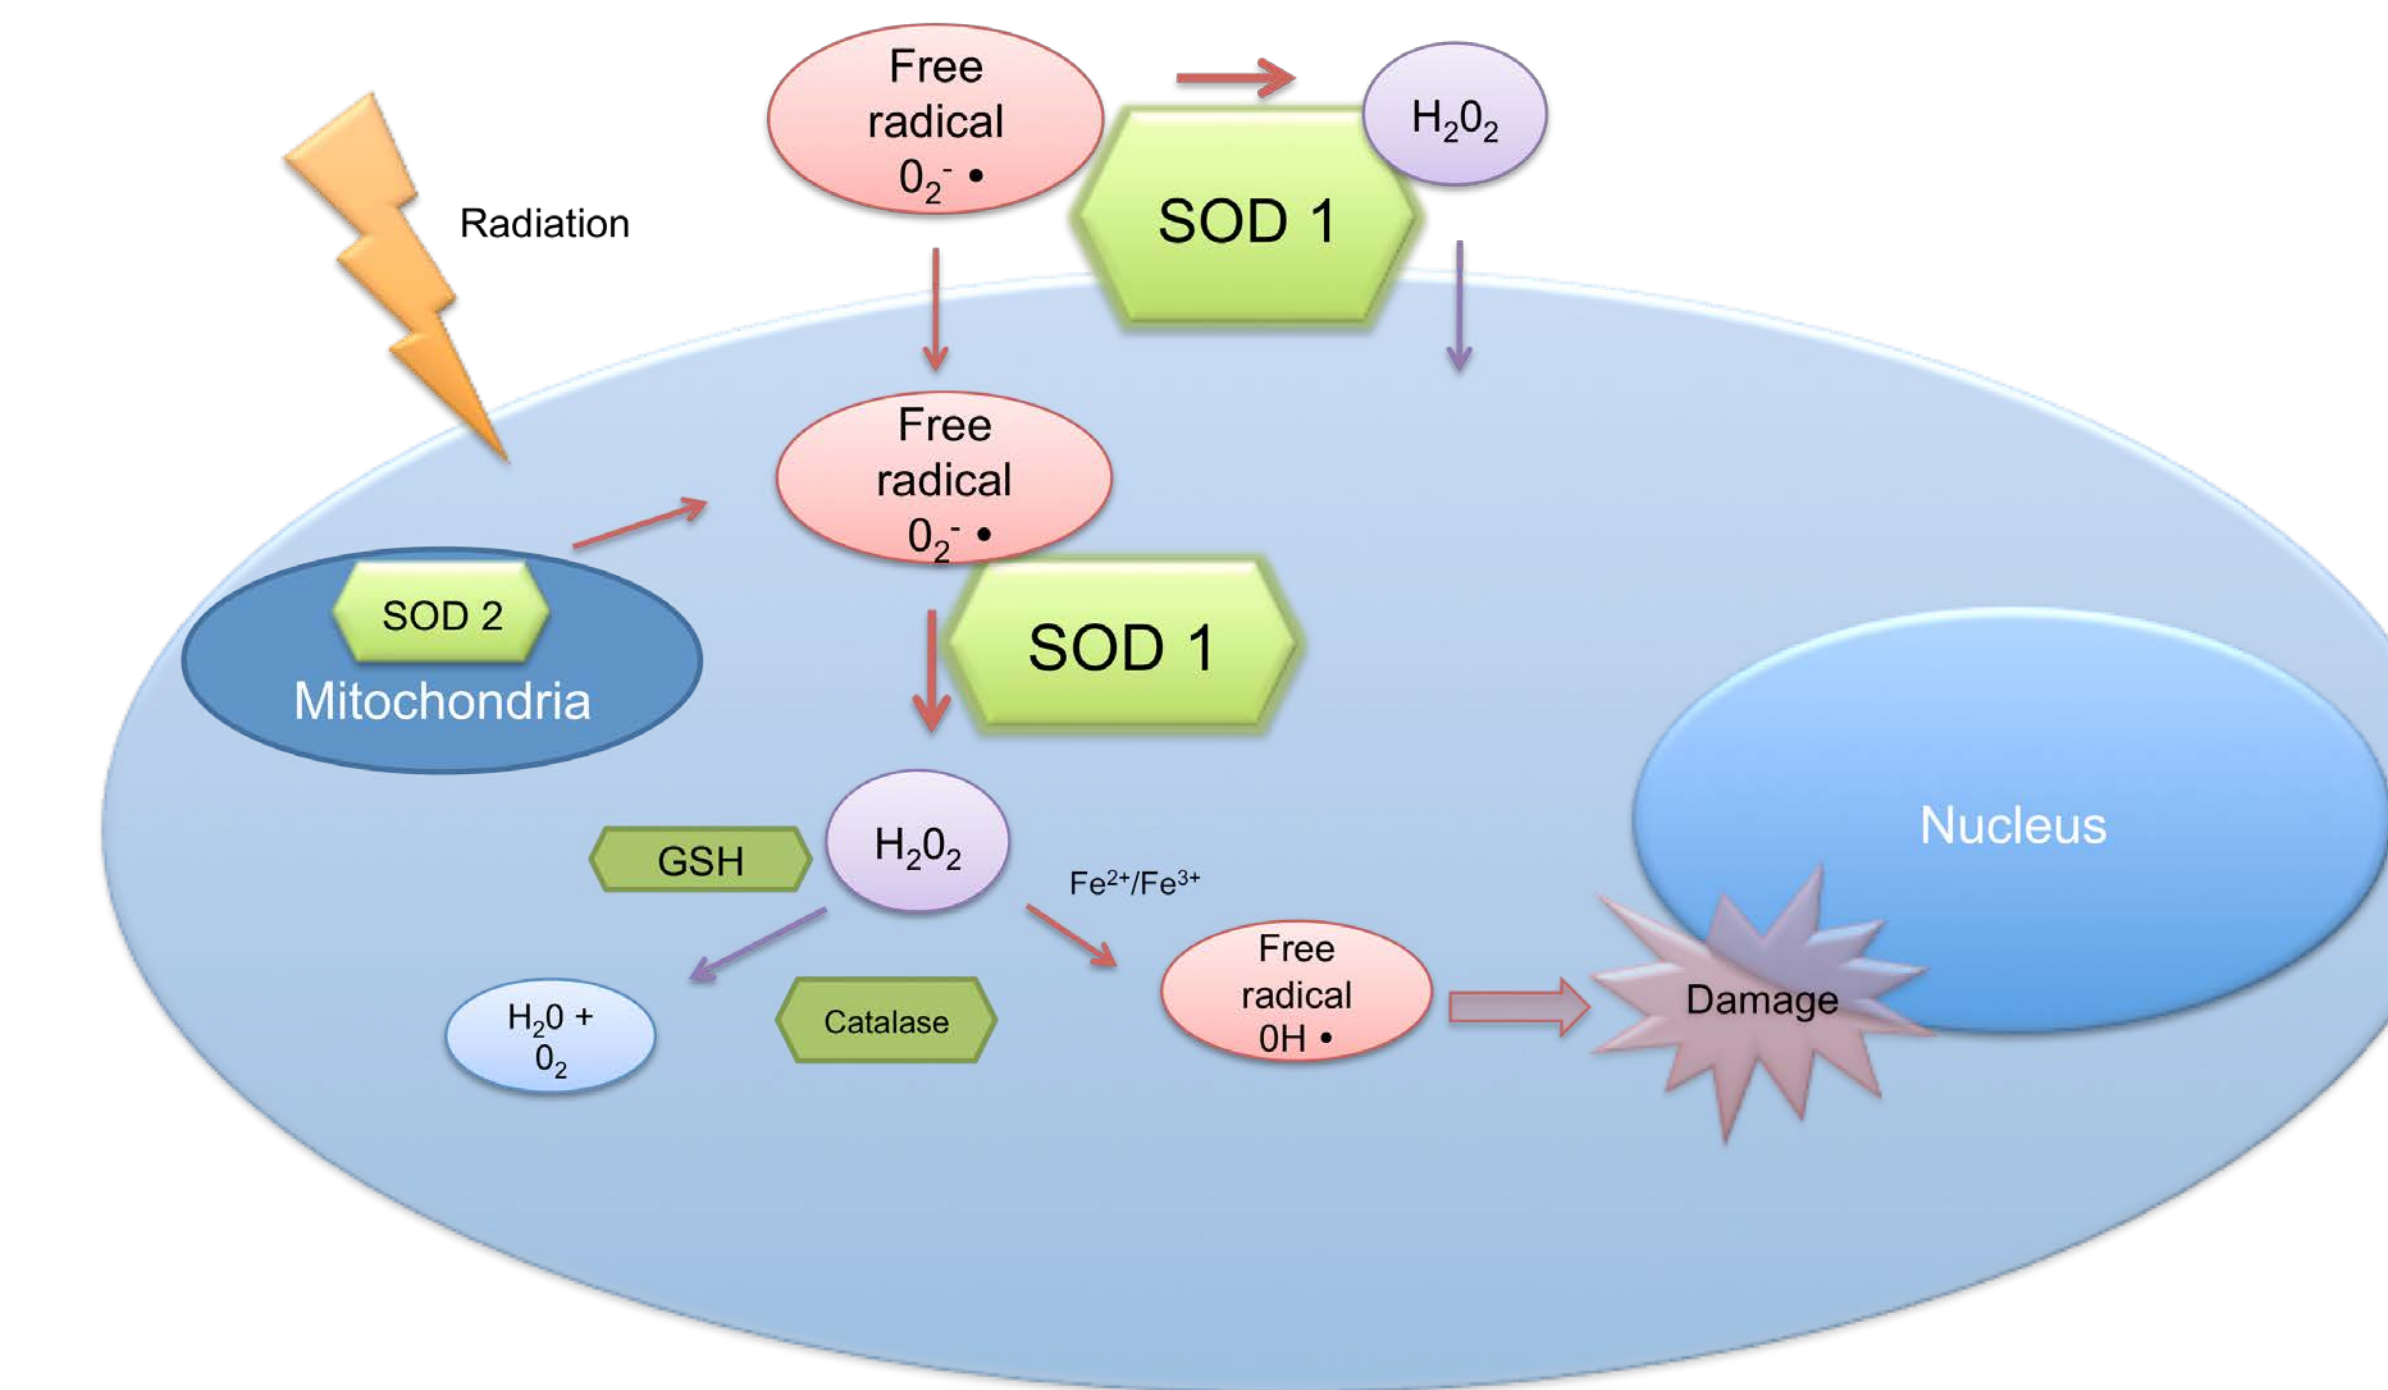 Free
radical
0₂⁻ •
H₂0₂
SOD 1
Radiation
Free
radical
0₂⁻ •
SOD 2
Mitochondria
SOD 1
GSH
H₂0₂
Fe²⁺/Fe³⁺
Nucleus
H₂0 +
0₂
Catalase
Free
radical
0H •
Damage